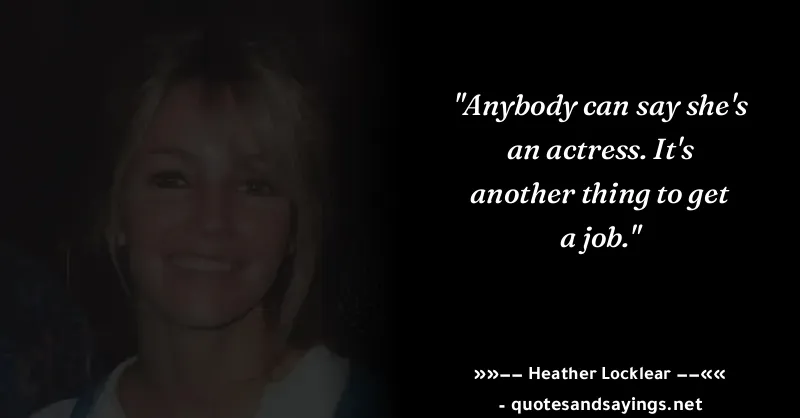 "Anybody can say she's
an actress. It's
another thing to get
a job."
»»−− Heather Locklear −−««
- quotesandsayings.net